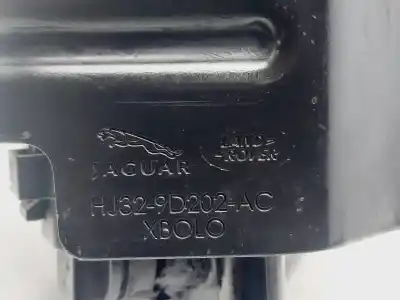 JAGUAR
LAND-
-ROVER
HJ32-9D202-AC
XBOLO